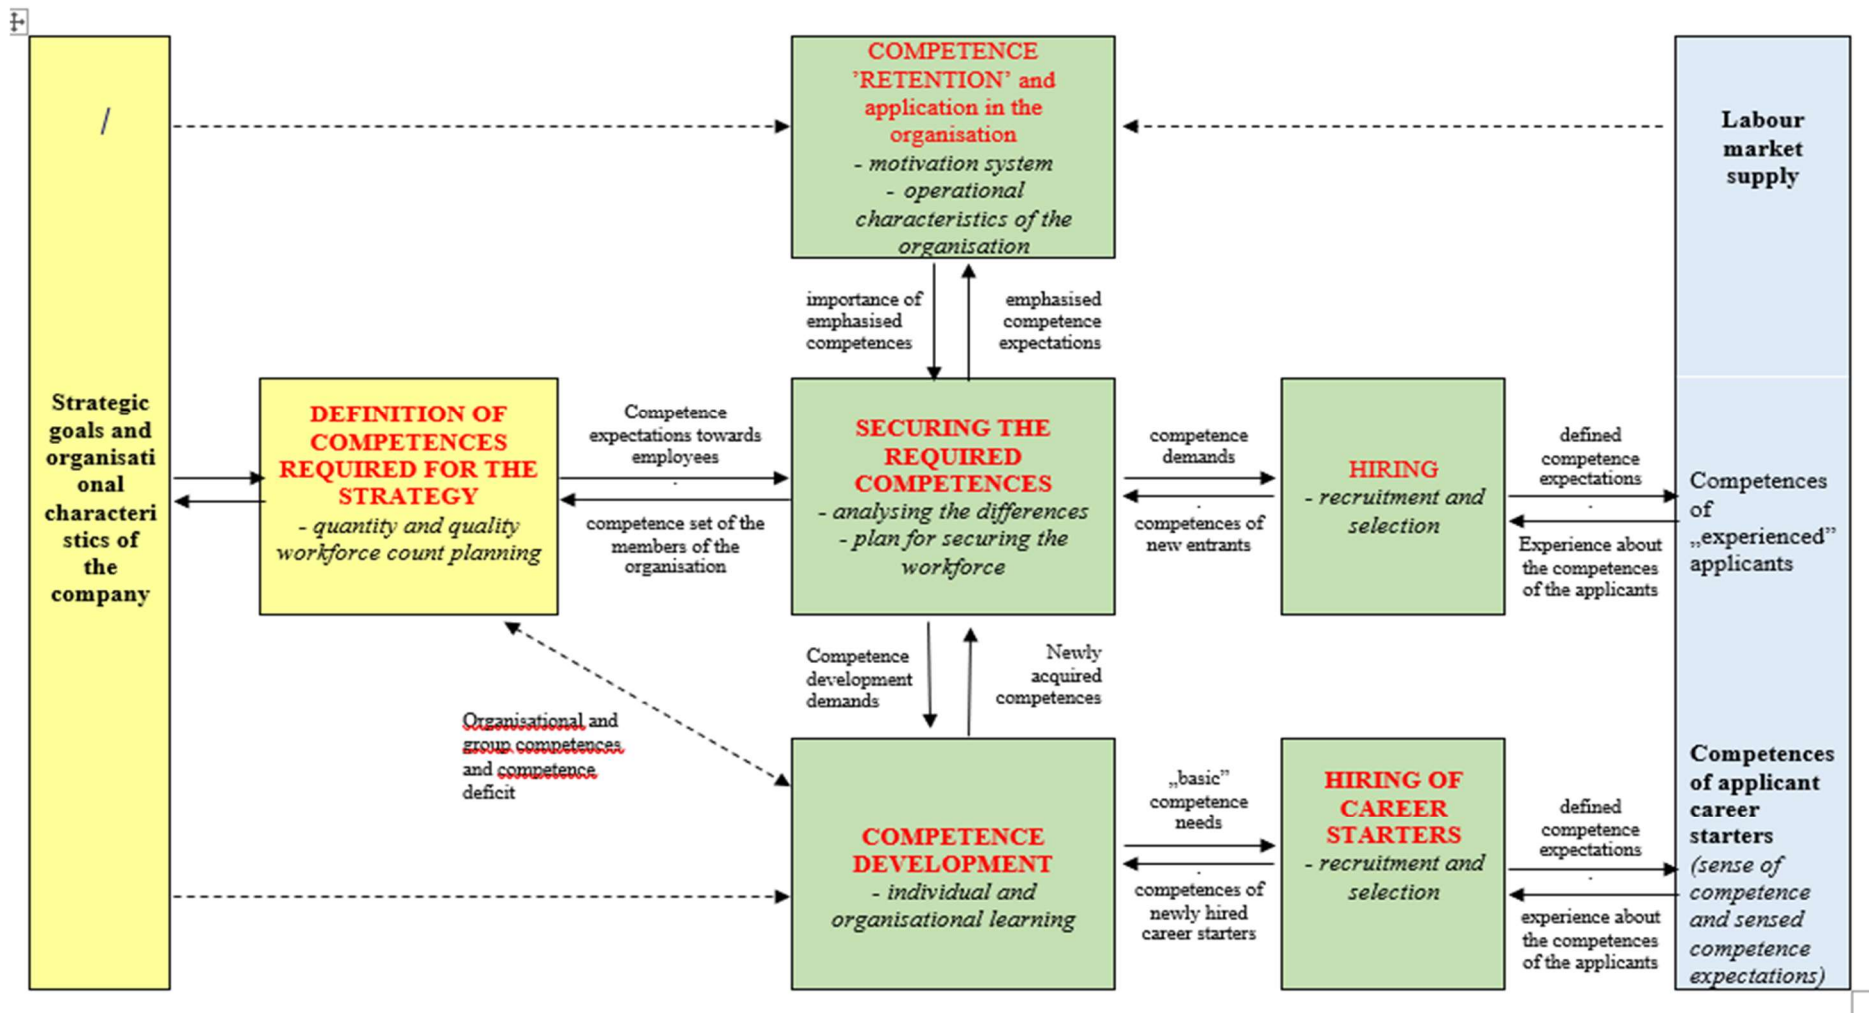 /
Strategic
goals and
organisati
onal
characteri
stics of
the
company
DEFINITION OF
COMPETENCES
REQUIRED FOR THE
STRATEGY
- quantity and quality
workforce count planning
Competence
expectations towards
employees
competence set of the
members of the
organisation
Organisational and
group competences
and competence
deficit
COMPETENCE
’RETENTION’ and
application in the
organisation
- motivation system
- operational
characteristics of the
organisation
importance of
emphasised
competences
emphasised
competence
expectations
SECURING THE
REQUIRED
COMPETENCES
- analysing the differences
- plan for securing the
workforce
Competence
development
demands
Newly
acquired
competences
COMPETENCE
DEVELOPMENT
- individual and
organisational learning
competence
demands
competences of
new entrants
HIRING
- recruitment and
selection
defined
competence
expectations
Experience about
the competences
of the applicants
„basic”
competence
needs
competences of
newly hired
career starters
HIRING OF
CAREER
STARTERS
- recruitment and
selection
defined
competence
expectations
experience about
the competences
of the applicants
Labour
market
supply
Competences
of
„experienced”
applicants
Competences
of applicant
career
starters
(sense of
competence
and sensed
competence
expectations)